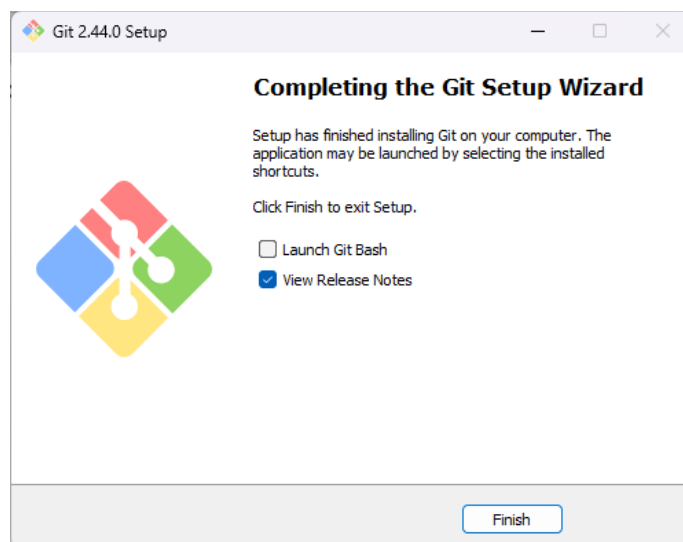 Git 2.44.0 Setup
Completing the Git Setup Wizard
Setup has finished installing Git on your computer. The
application may be launched by selecting the installed
shortcuts.
Click Finish to exit Setup.
Launch Git Bash
View Release Notes
Finish